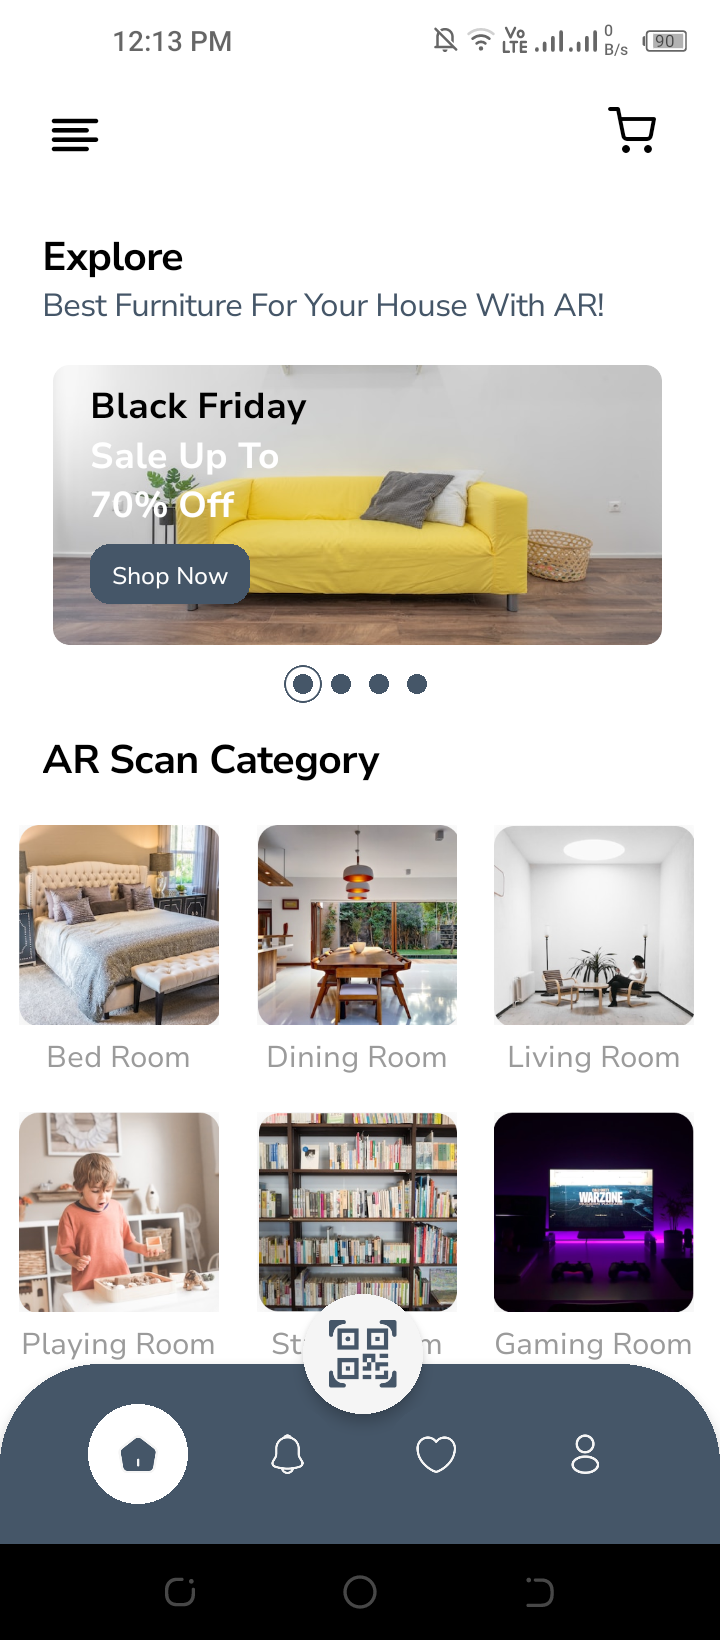 12:13 PM
Vo
LTE
0
B/s
90
Explore
Best Furniture For Your House With AR!
Black Friday
Sale Up To
70% Off
Shop Now
AR Scan Category
Bed Room
Dining Room
Living Room
WARZONE
Playing Room
St
m
Gaming Room